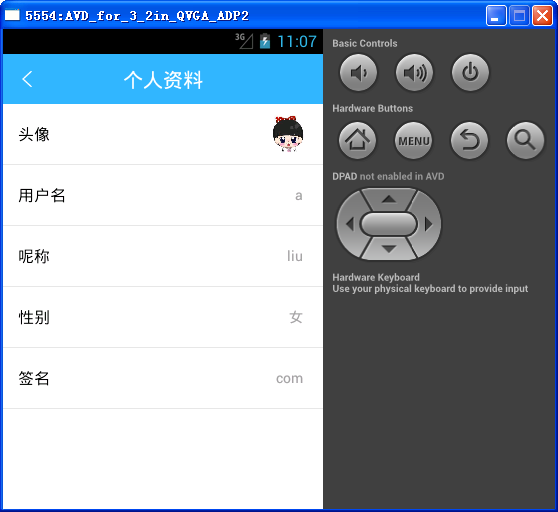 5554:AVD_for_3_2in_QVGA_ADP2
3G 11:07
个人资料
头像
用户名 a
呢称 liu
性别 女
签名 com
Basic Controls
Hardware Buttons
MENU
DPAD not enabled in AVD
Hardware Keyboard
Use your physical keyboard to provide input